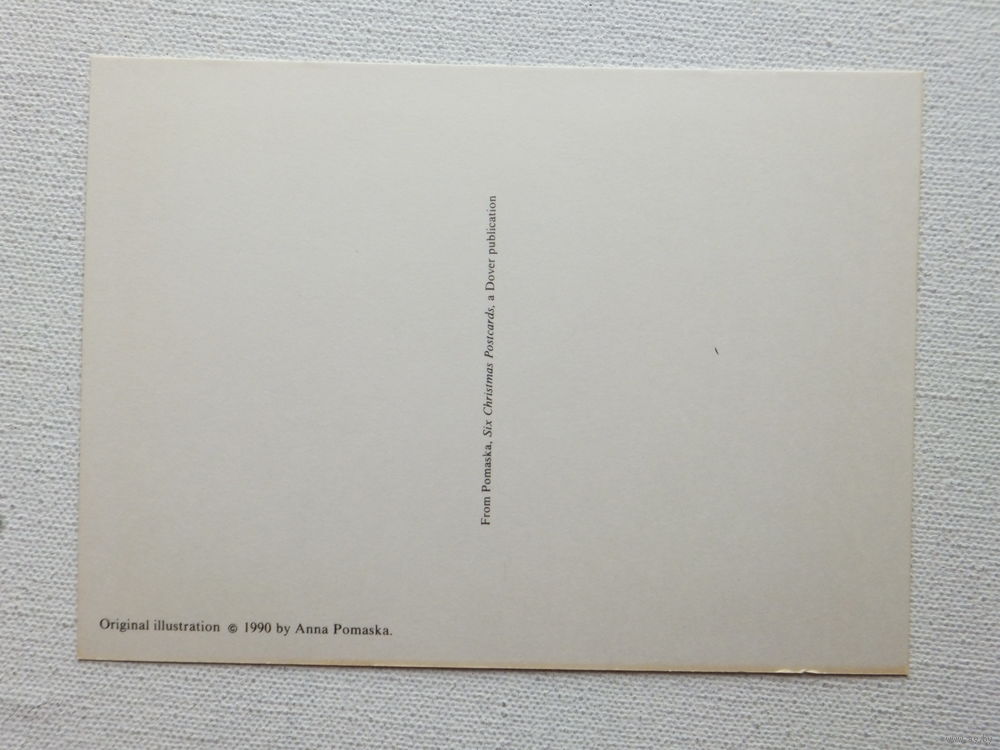 From Pomaska, Six Christmas Postcards, a Dover publication
Original illustration © 1990 by Anna Pomaska.